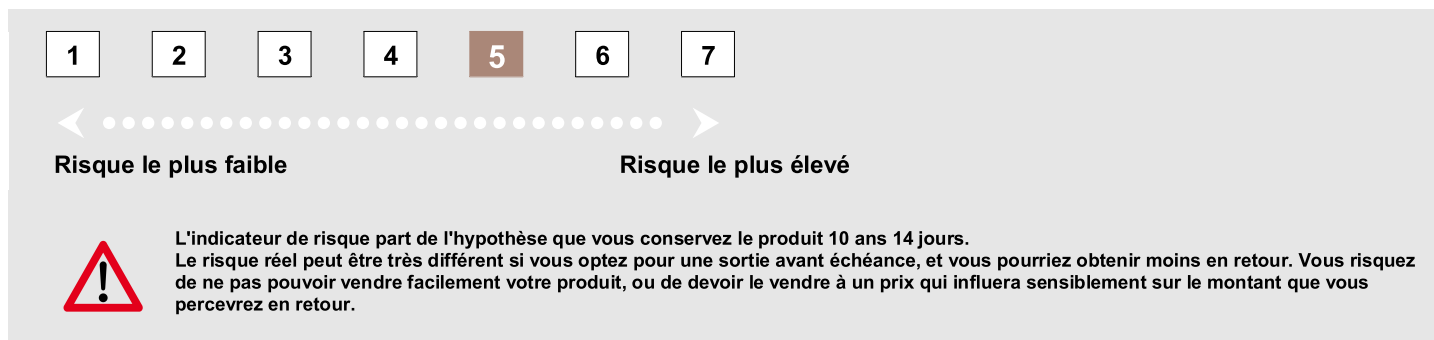 1 2 3 4 5 6 7
Risque le plus faible Risque le plus élevé
L'indicateur de risque part de l'hypothèse que vous conservez le produit 10 ans 14 jours.
Le risque réel peut être très différent si vous optez pour une sortie avant échéance, et vous pourriez obtenir moins en retour. Vous risquez
de ne pas pouvoir vendre facilement votre produit, ou de devoir le vendre à un prix qui influera sensiblement sur le montant que vous
percevrez en retour.